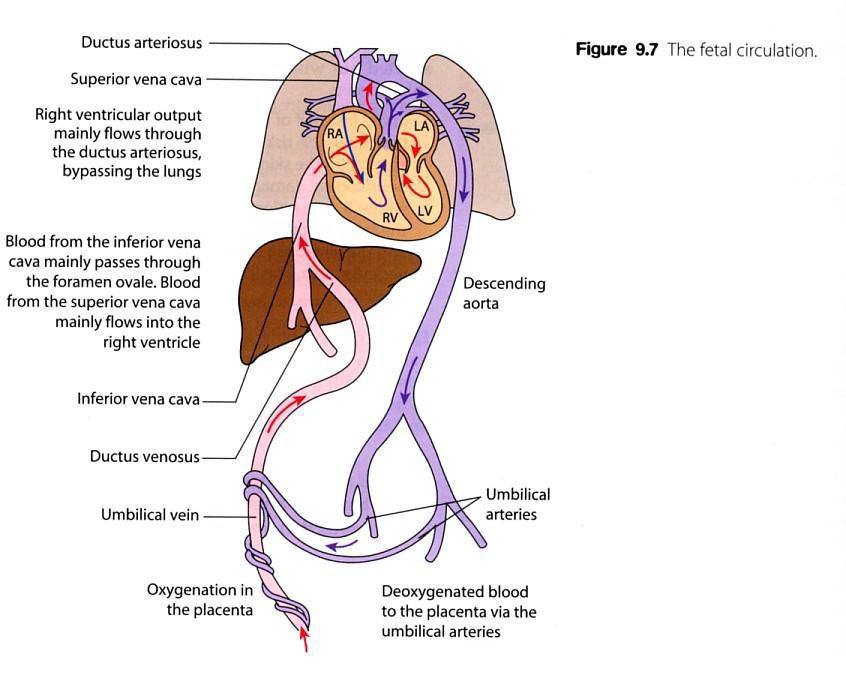 Ductus arteriosus
Superior vena cava
Right ventricular output
mainly flows through
the ductus arteriosus,
bypassing the lungs
Blood from the inferior vena
cava mainly passes through
the foramen ovale. Blood
from the superior vena cava
mainly flows into the
right ventricle
Inferior vena cava
Ductus venosus
Umbilical vein
Oxygenation in
the placenta
RA
LA
RV
LV
Descending
aorta
Umbilical
arteries
Deoxygenated blood
to the placenta via the
umbilical arteries
Figure 9.7 The fetal circulation.